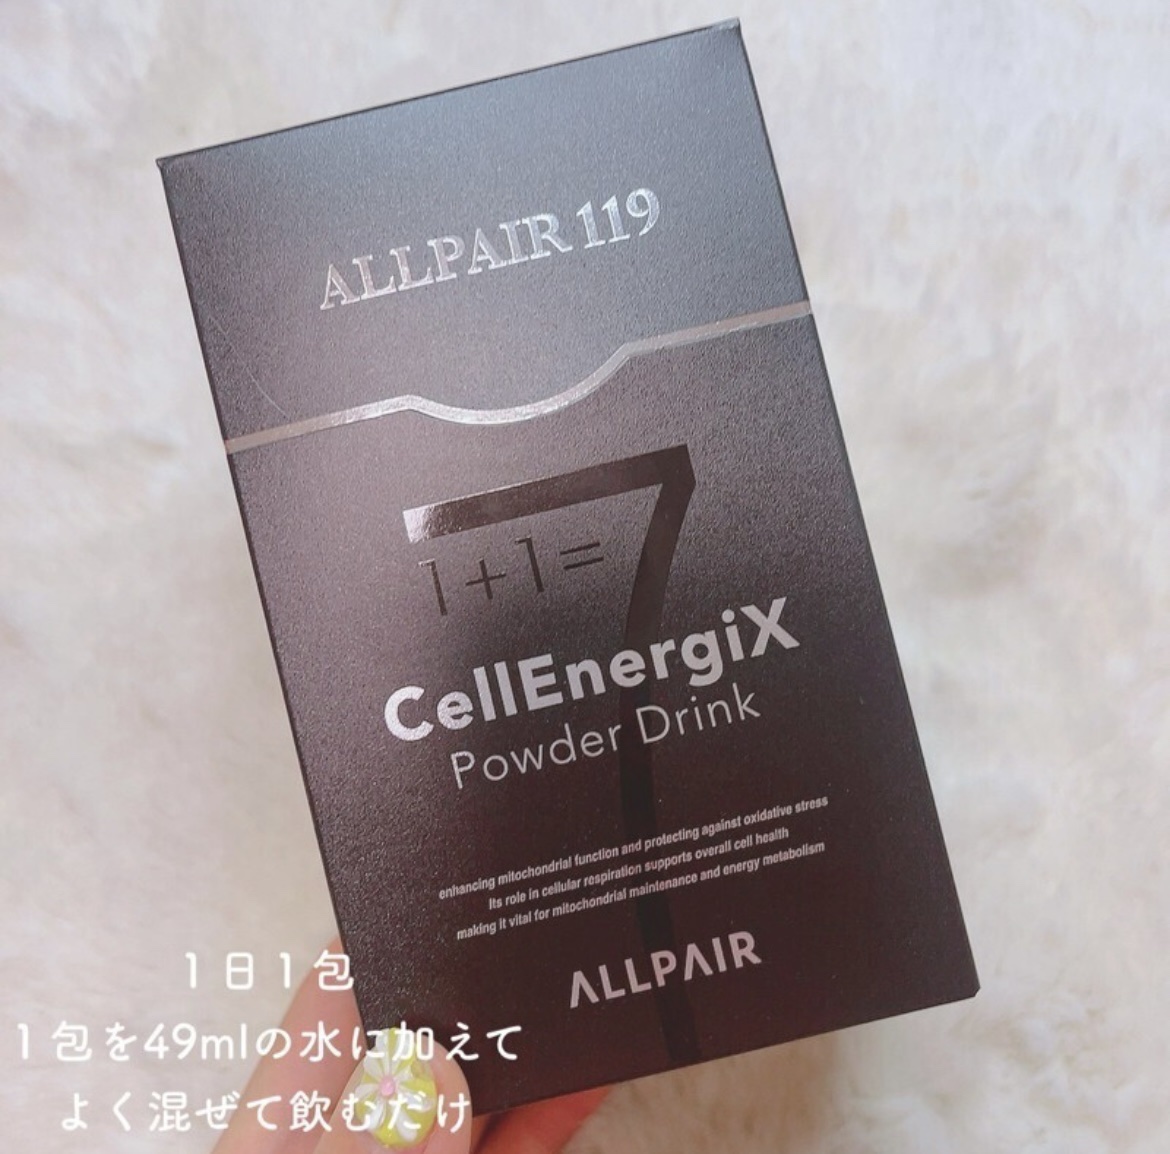 ALLPAIR 119
7
1+1=
CellEnergiX
Powder Drink
enhancing mitochondrial function and protecting against oxidative stress
Its role in cellular respiration supports overall cell health
making it vital for mitochondrial maintenance and energy metabolism
ALLPAIR
1日1包
1包を49mlの水に加えて
よく混ぜて飲むだけ